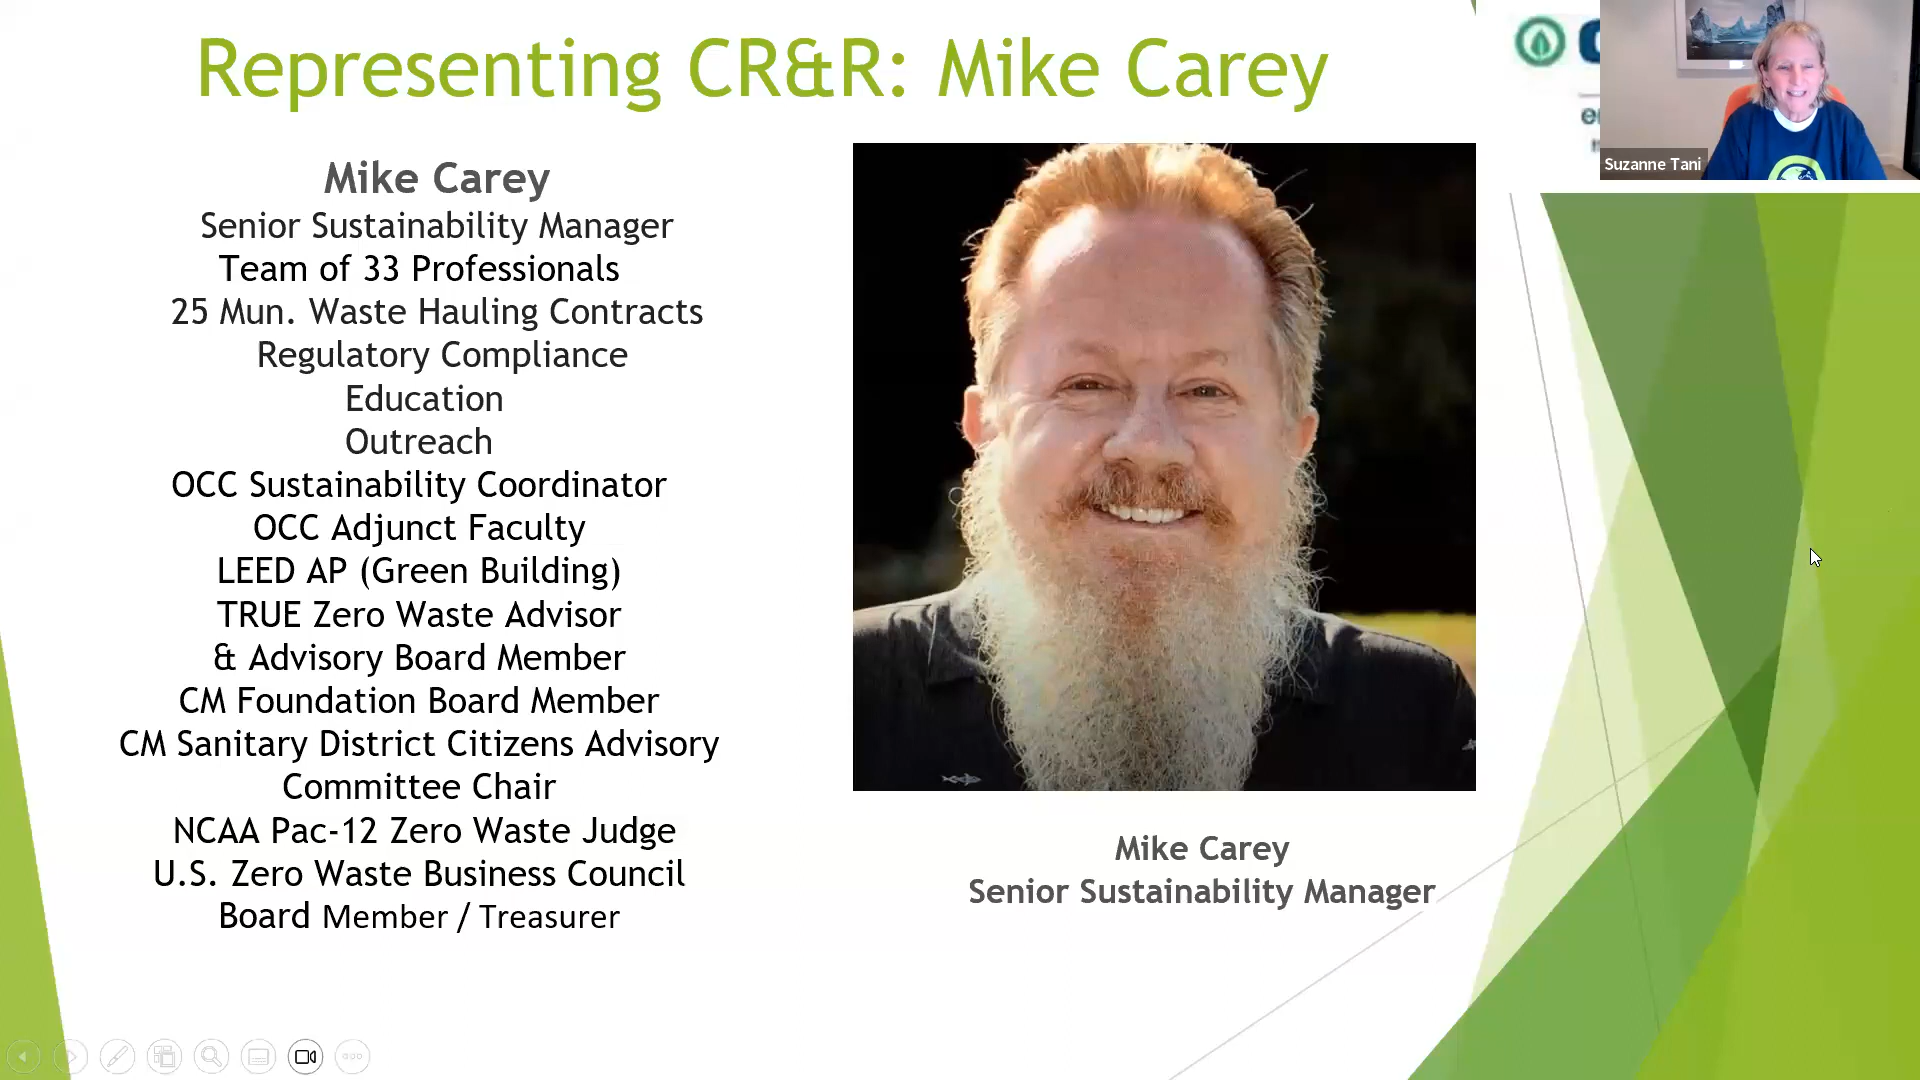 Representing CR&R: Mike Carey
Mike Carey
Senior Sustainability Manager
Team of 33 Professionals
25 Mun. Waste Hauling Contracts
Regulatory Compliance
Education
Outreach
OCC Sustainability Coordinator
OCC Adjunct Faculty
LEED AP (Green Building)
TRUE Zero Waste Advisor
& Advisory Board Member
CM Foundation Board Member
CM Sanitary District Citizens Advisory
Committee Chair
NCAA Pac-12 Zero Waste Judge
U.S. Zero Waste Business Council
Board Member / Treasurer
Mike Carey
Senior Sustainability Manager
Suzanne Tani